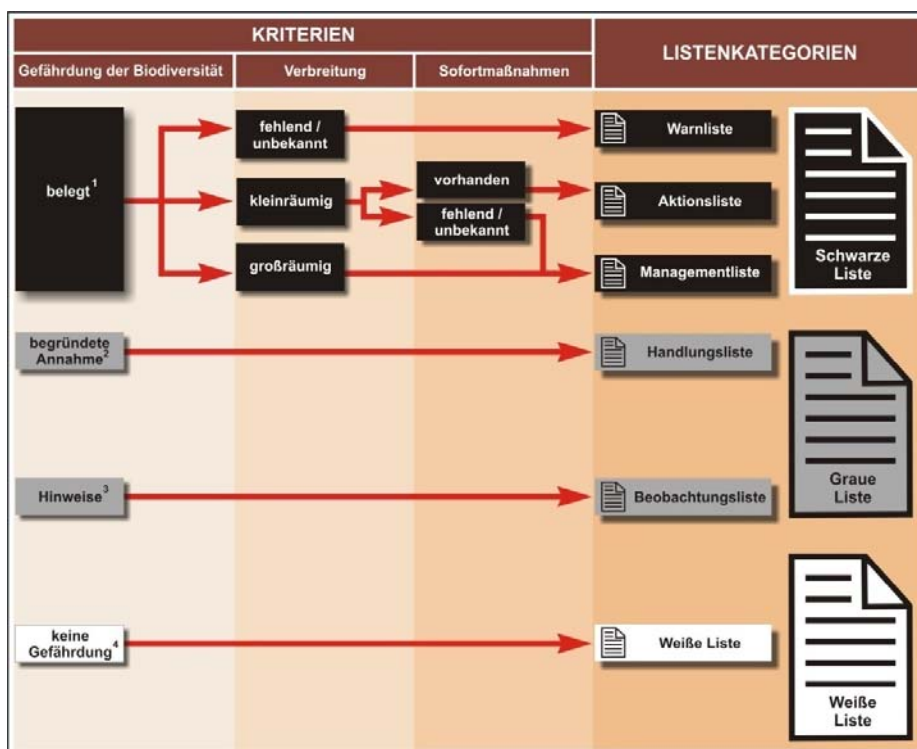 KRITERIEN
LISTENKATEGORIEN
Gefährdung der Biodiversität
Verbreitung
Sofortmaßnahmen
belegt1
fehlend /
unbekannt
Warnliste
kleinräumig
vorhanden
Aktionsliste
fehlend /
unbekannt
großräumig
Managementliste
Schwarze
Liste
begründete
Annahme2
Handlungsliste
Hinweise3
Beobachtungsliste
Graue
Liste
keine
Gefährdung4
Weiße Liste
Weiße
Liste